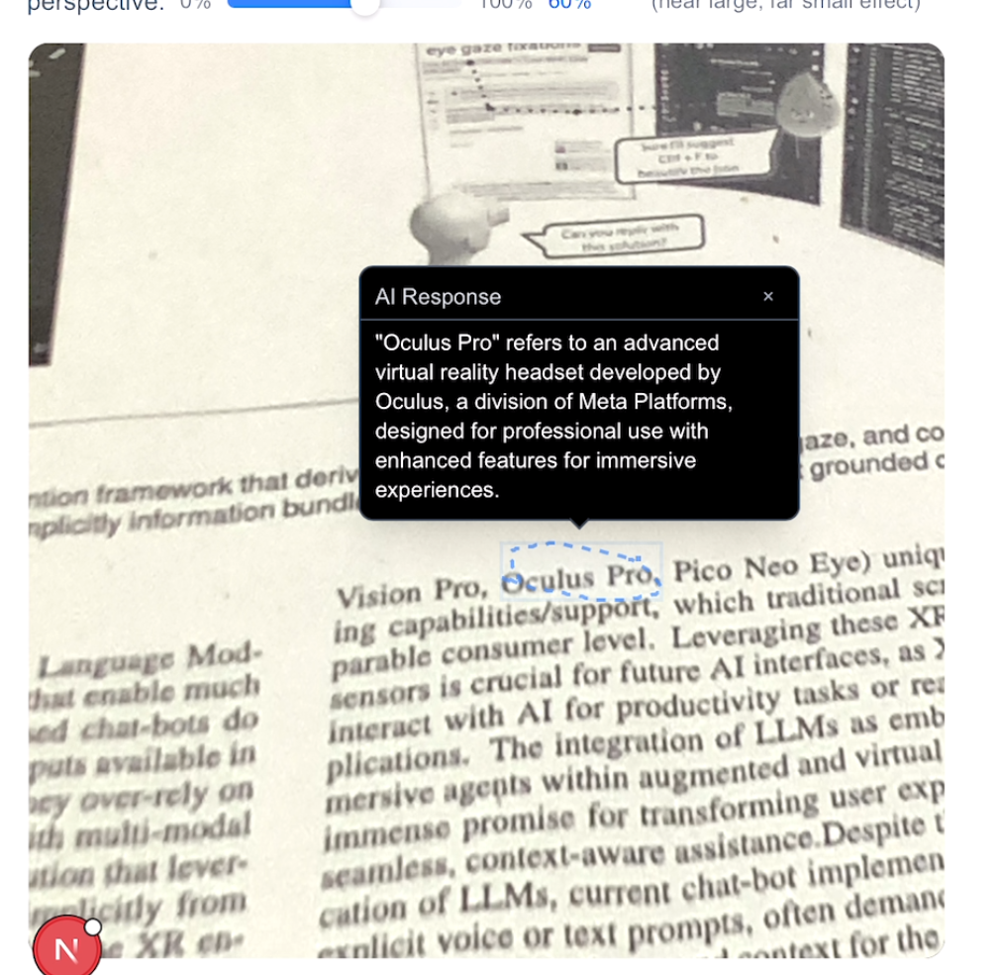 perspective: 0% 100% 60% (near large, far small effect)
eye gaze fixations
Sure I'll suggest
Ctrl + F to
beautify the json
Can you reply with
this solution?
AI Response ×
"Oculus Pro" refers to an advanced
virtual reality headset developed by
Oculus, a division of Meta Platforms,
designed for professional use with
enhanced features for immersive
experiences.
ntion framework that deriv
mplicitly information bundl
gaze, and co
grounded
Language Mod-
that enable much
sed chat-bots do
puts available in
hey over-rely on
ith multi-modal
ution that lever-
mplicitly from
XR en-
Vision Pro, Oculus Pro, Pico Neo Eye) uniqu
ing capabilities/support, which traditional scr
parable consumer level. Leveraging these XR
sensors is crucial for future AI interfaces, as X
interact with AI for productivity tasks or rea
plications. The integration of LLMs as emb
mersive agents within augmented and virtual
immense promise for transforming user exp
seamless, context-aware assistance.Despite t
cation of LLMs, current chat-bot implemen
explicit voice or text prompts, often deman
context for the
N